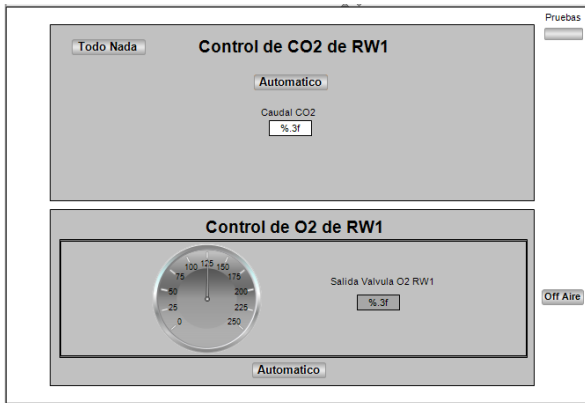 Pruebas
Todo Nada
Control de CO2 de RW1
Automatico
Caudal CO2
%.3f
Control de O2 de RW1
0
25
50
75
100
125
150
175
200
225
250
Salida Valvula O2 RW1
%.3f
Off Aire
Automatico